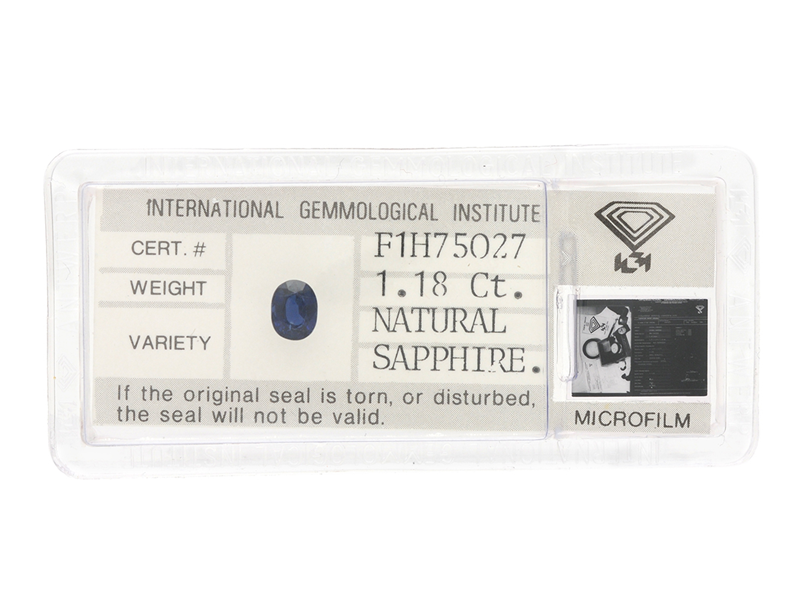 INTERNATIONAL GEMMOLOGICAL INSTITUTE
CERT. # F1H75027
WEIGHT 1.18 Ct.
VARIETY NATURAL
SAPPHIRE.
If the original seal is torn, or disturbed,
the seal will not be valid.
IGI
MICROFILM